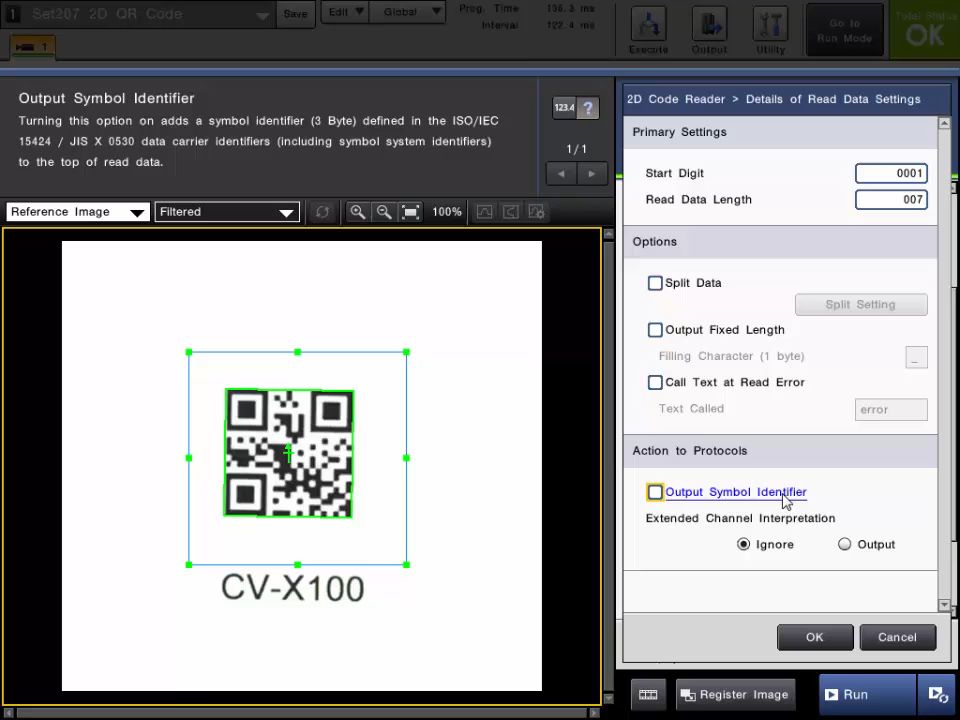 1 Set207 2D QR Code Save Edit Global Prog. Time 136.3 ms
Interval 122.4 ms
Execute Output Utility Go to Run Mode Total Status OK
1
Output Symbol Identifier
Turning this option on adds a symbol identifier (3 Byte) defined in the ISO/IEC
15424 / JIS X 0530 data carrier identifiers (including symbol system identifiers)
to the top of read data.
123.4 ?
1/1
Reference Image Filtered 100%
CV-X100
2D Code Reader > Details of Read Data Settings
Primary Settings
Start Digit 0001
Read Data Length 007
Options
Split Data
Split Setting
Output Fixed Length
Filling Character (1 byte) _
Call Text at Read Error
Text Called error
Action to Protocols
Output Symbol Identifier
Extended Channel Interpretation
Ignore Output
OK Cancel
Register Image Run